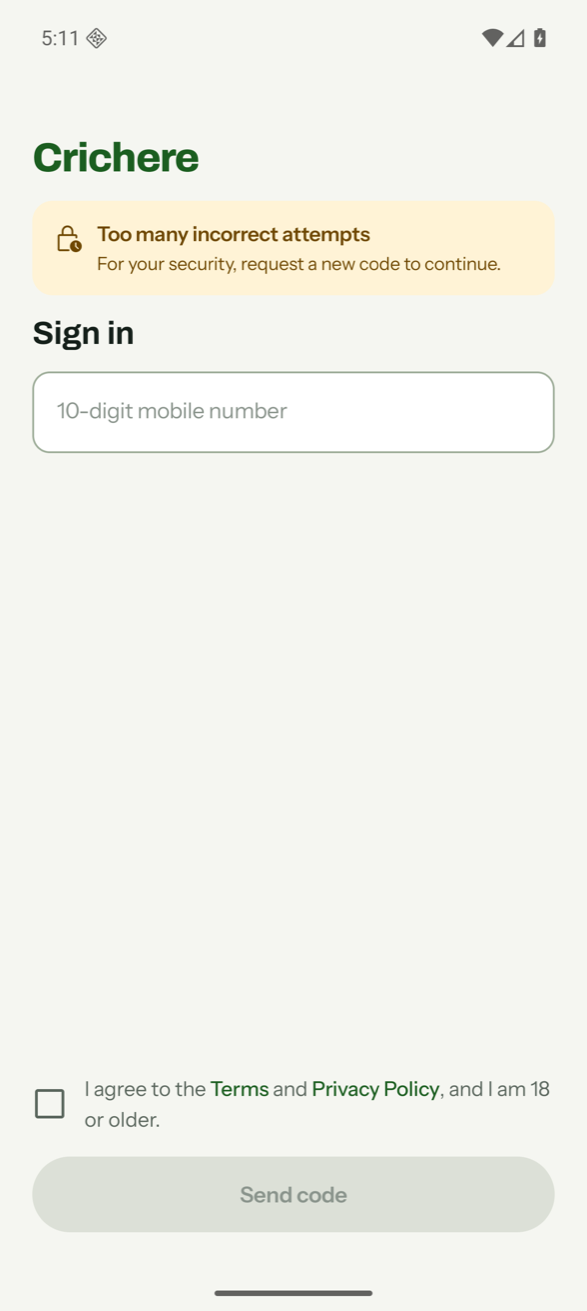 5:11
Crichere
Too many incorrect attempts
For your security, request a new code to continue.
Sign in
10-digit mobile number
I agree to the Terms and Privacy Policy, and I am 18
or older.
Send code